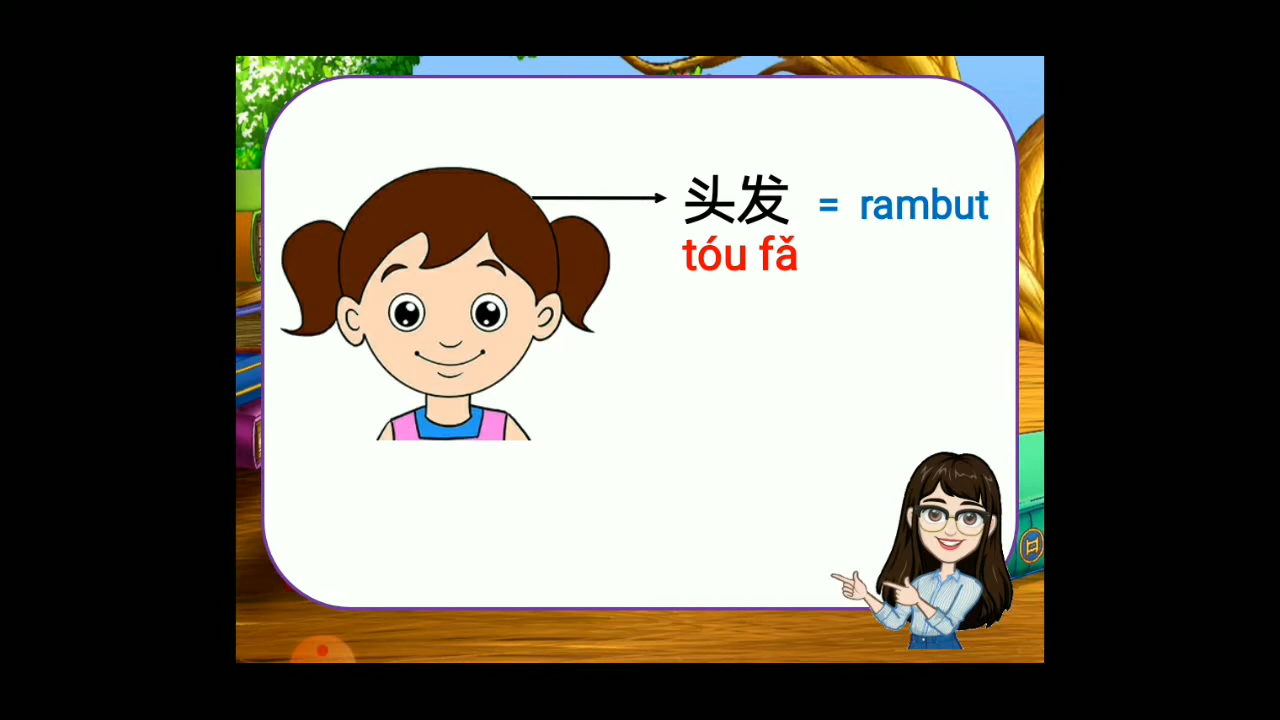 头发 = rambut
tóu fǎ